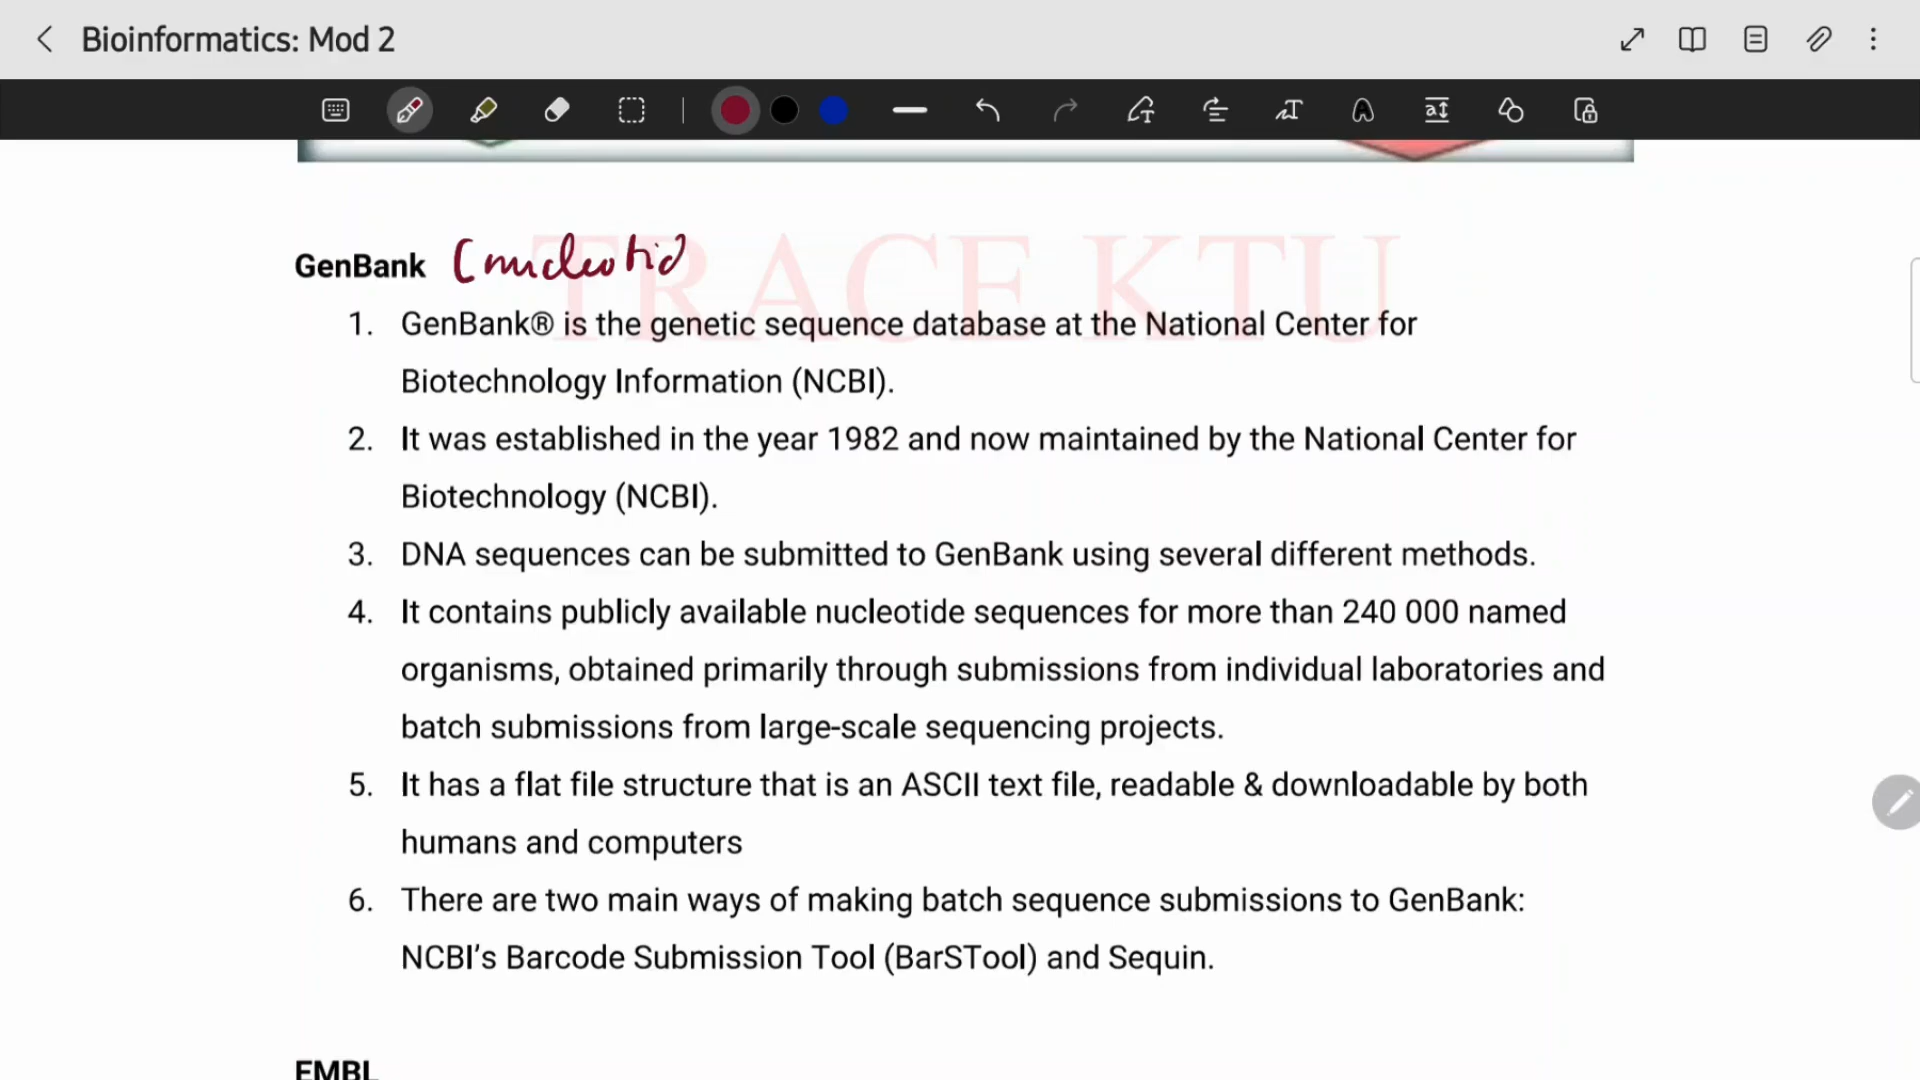 Bioinformatics: Mod 2
TRACE KTU
GenBank (nucleotid
1. GenBank® is the genetic sequence database at the National Center for
Biotechnology Information (NCBI).
2. It was established in the year 1982 and now maintained by the National Center for
Biotechnology (NCBI).
3. DNA sequences can be submitted to GenBank using several different methods.
4. It contains publicly available nucleotide sequences for more than 240 000 named
organisms, obtained primarily through submissions from individual laboratories and
batch submissions from large-scale sequencing projects.
5. It has a flat file structure that is an ASCII text file, readable & downloadable by both
humans and computers
6. There are two main ways of making batch sequence submissions to GenBank:
NCBI’s Barcode Submission Tool (BarSTool) and Sequin.
EMBL